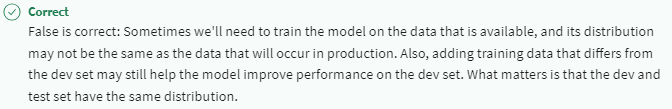 Correct
False is correct: Sometimes we'll need to train the model on the data that is available, and its distribution
may not be the same as the data that will occur in production. Also, adding training data that differs from
the dev set may still help the model improve performance on the dev set. What matters is that the dev and
test set have the same distribution.